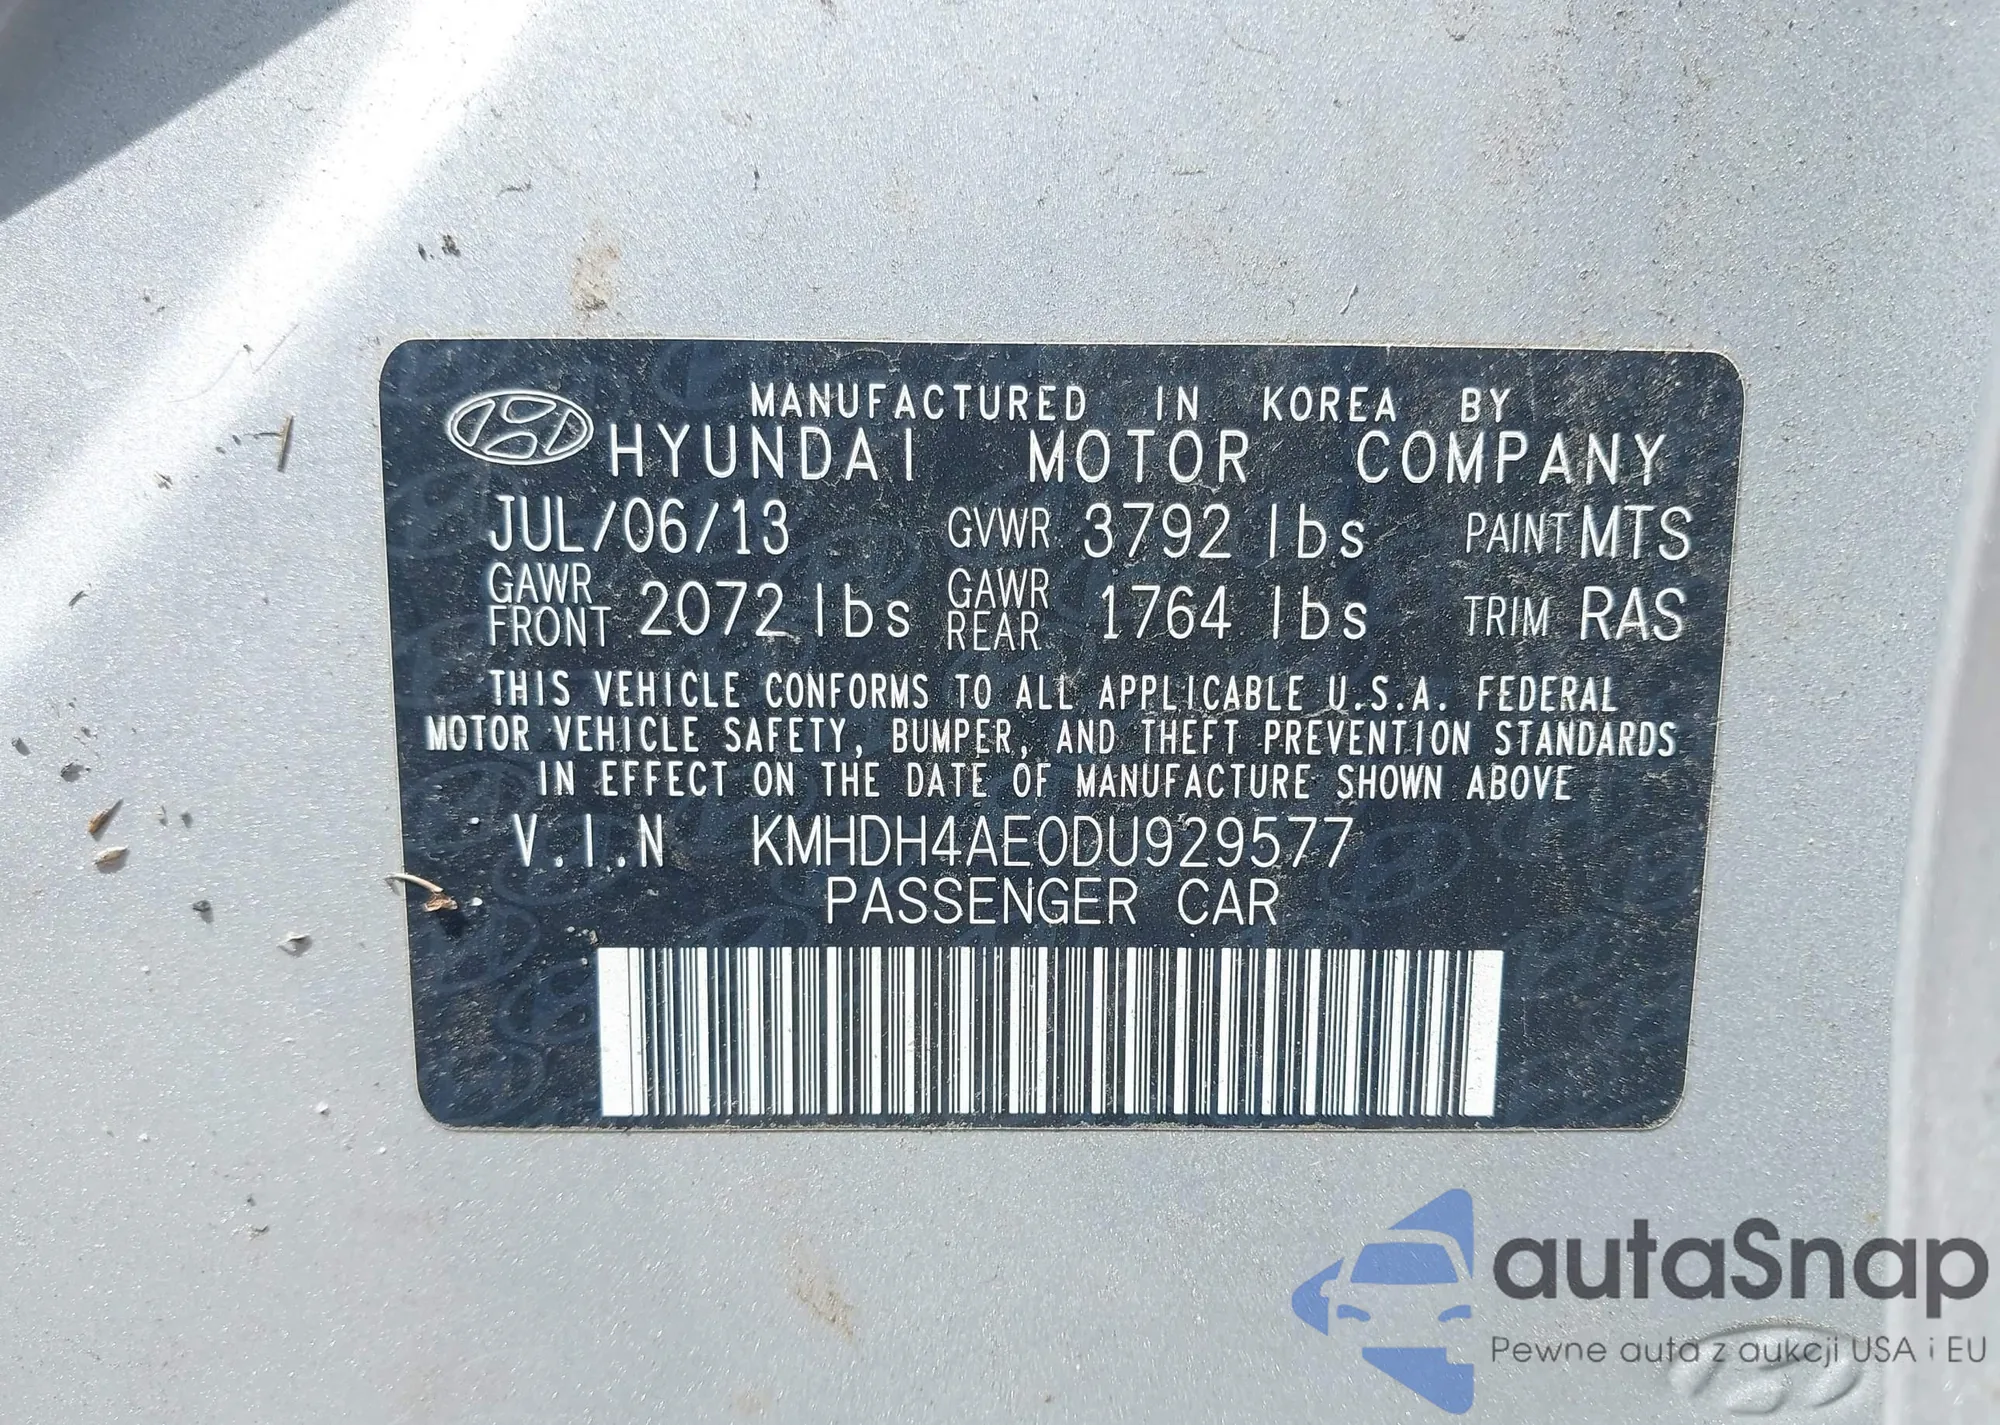 MANUFACTURED IN KOREA BY
HYUNDAI MOTOR COMPANY
JUL/06/13 GVWR 3792 lbs PAINT MTS
GAWR FRONT 2072 lbs GAWR REAR 1764 lbs TRIM RAS
THIS VEHICLE CONFORMS TO ALL APPLICABLE U.S.A. FEDERAL
MOTOR VEHICLE SAFETY, BUMPER, AND THEFT PREVENTION STANDARDS
IN EFFECT ON THE DATE OF MANUFACTURE SHOWN ABOVE
V.I.N KMHDH4AE0DU929577
PASSENGER CAR
autaSnap
Pewne auta z aukcji USA i EU